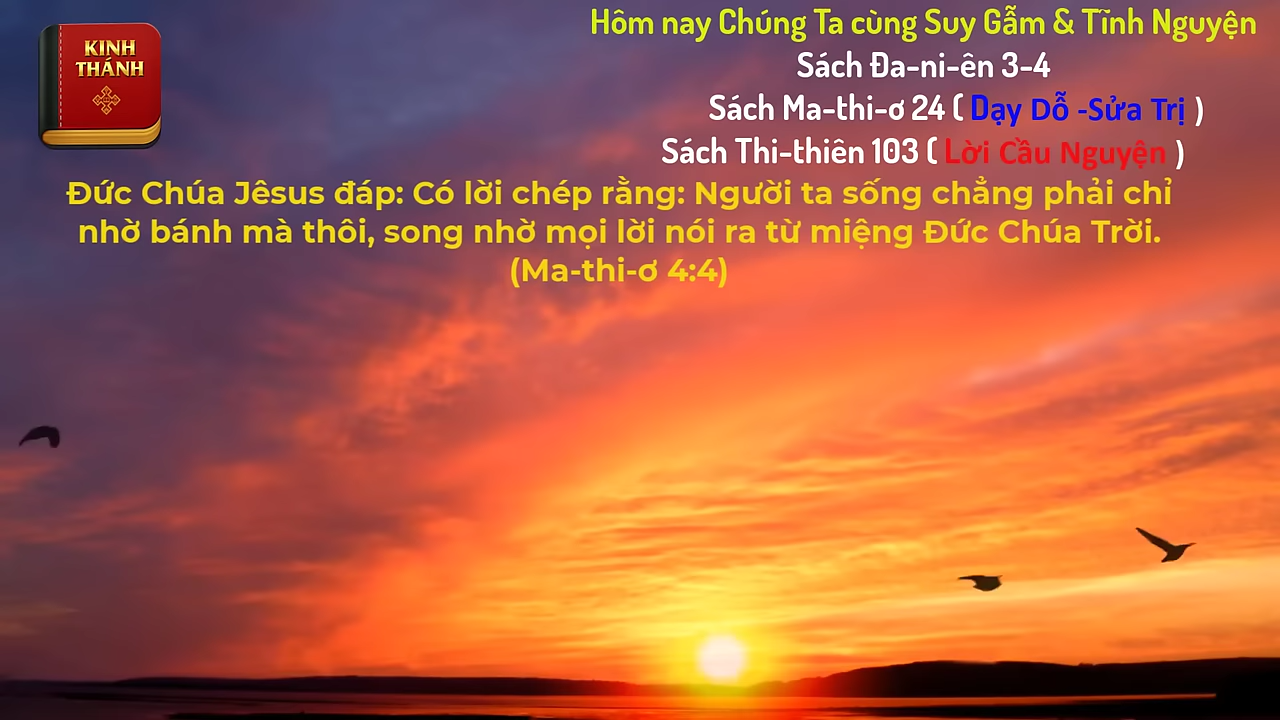 KINH
THÁNH
Hôm nay Chúng Ta cùng Suy Gẫm & Tĩnh Nguyện
Sách Đa-ni-ên 3-4
Sách Ma-thi-ơ 24 ( Dạy Dỗ -Sửa Trị )
Sách Thi-thiên 103 ( Lời Cầu Nguyện )
Đức Chúa Jêsus đáp: Có lời chép rằng: Người ta sống chẳng phải chỉ
nhờ bánh mà thôi, song nhờ mọi lời nói ra từ miệng Đức Chúa Trời.
(Ma-thi-ơ 4:4)